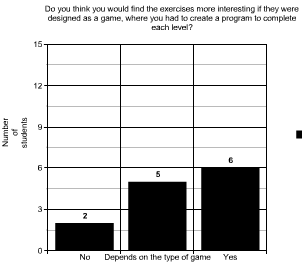 Do you think you would find the exercises more interesting if they were
designed as a game, where you had to create a program to complete
each level?
15
12
9
6
3
0
Number
of
students
2
5
6
No
Depends on the type of game
Yes